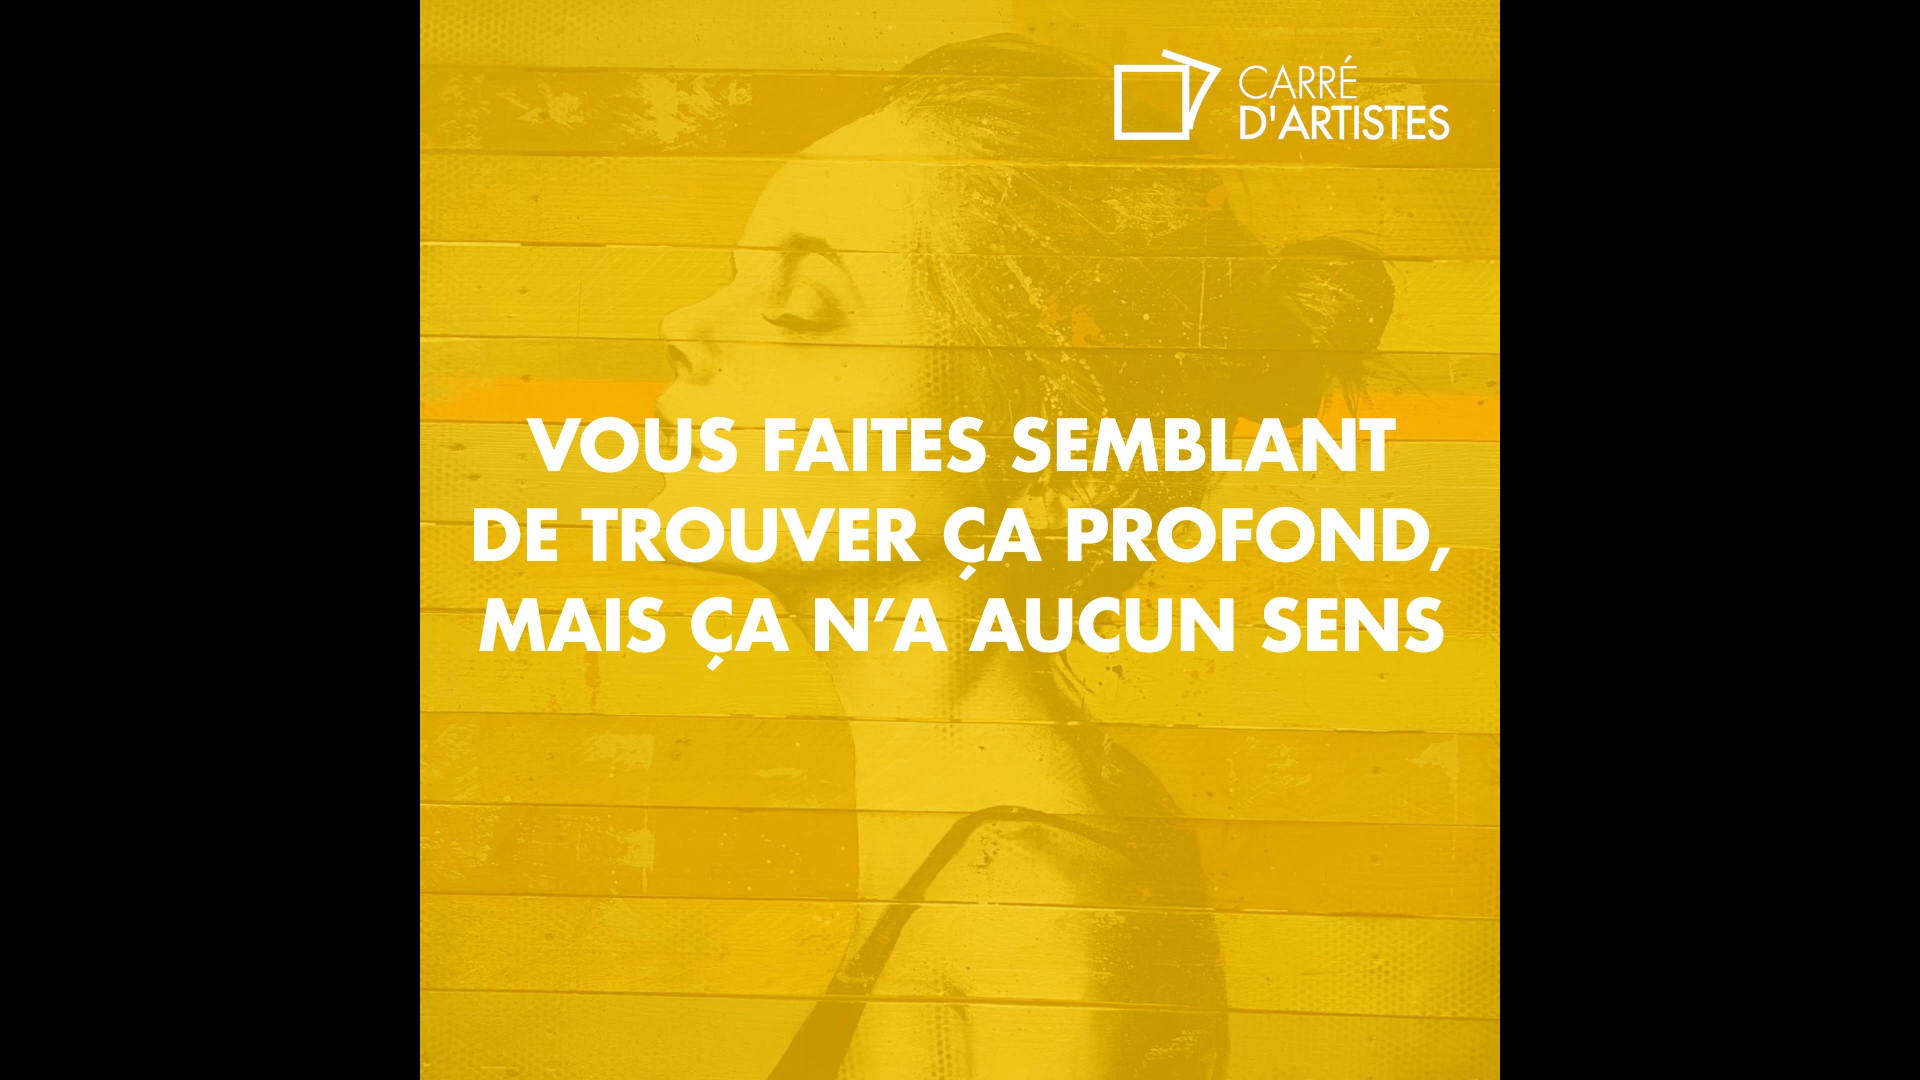 CARRÉ
D'ARTISTES
VOUS FAITES SEMBLANT
DE TROUVER ÇA PROFOND,
MAIS ÇA N’A AUCUN SENS